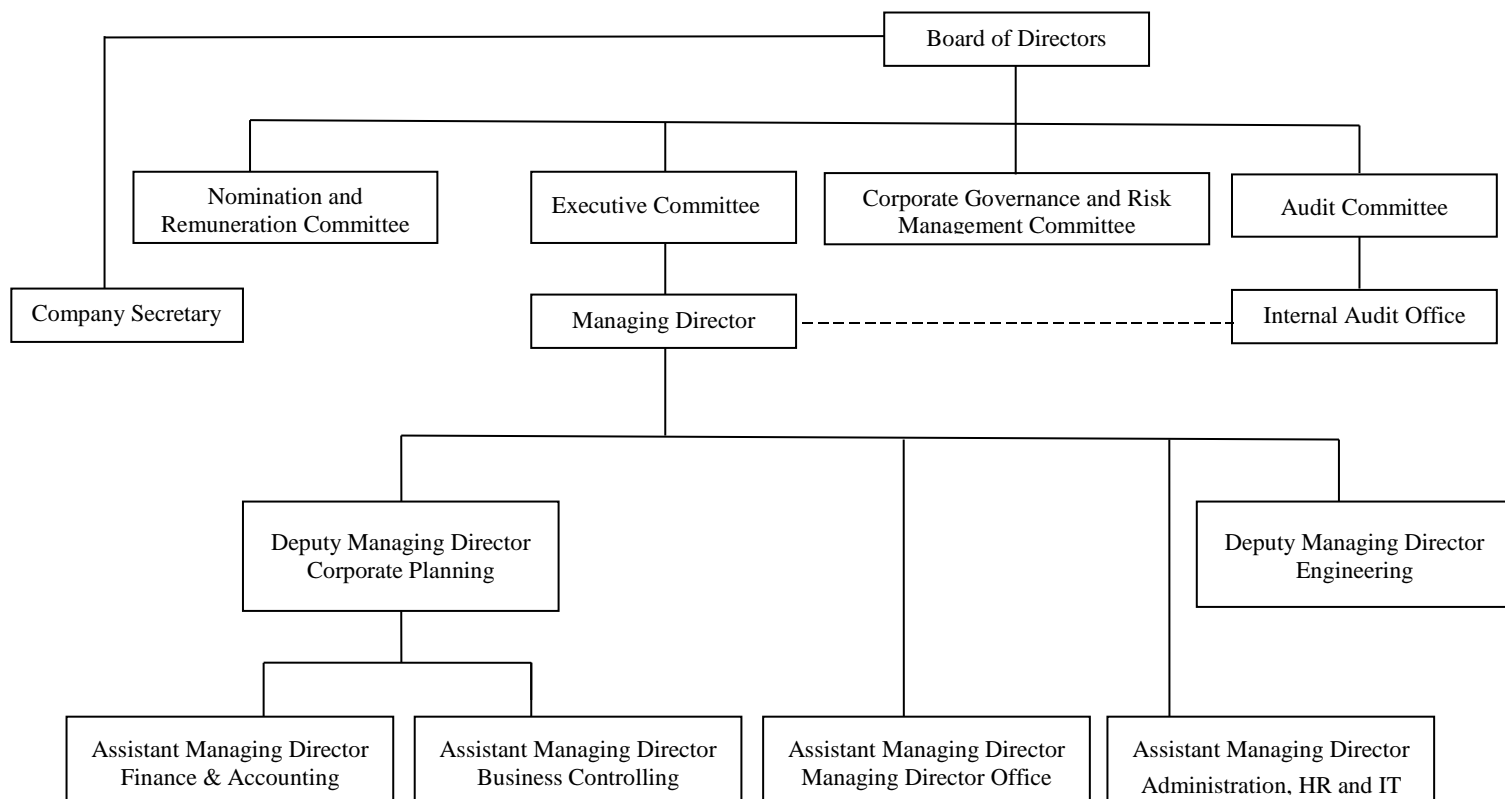 Board of Directors
Nomination and
Remuneration Committee
Executive Committee
Corporate Governance and Risk
Management Committee
Audit Committee
Company Secretary
Managing Director
Internal Audit Office
Deputy Managing Director
Corporate Planning
Deputy Managing Director
Engineering
Assistant Managing Director
Finance & Accounting
Assistant Managing Director
Business Controlling
Assistant Managing Director
Managing Director Office
Assistant Managing Director
Administration, HR and IT